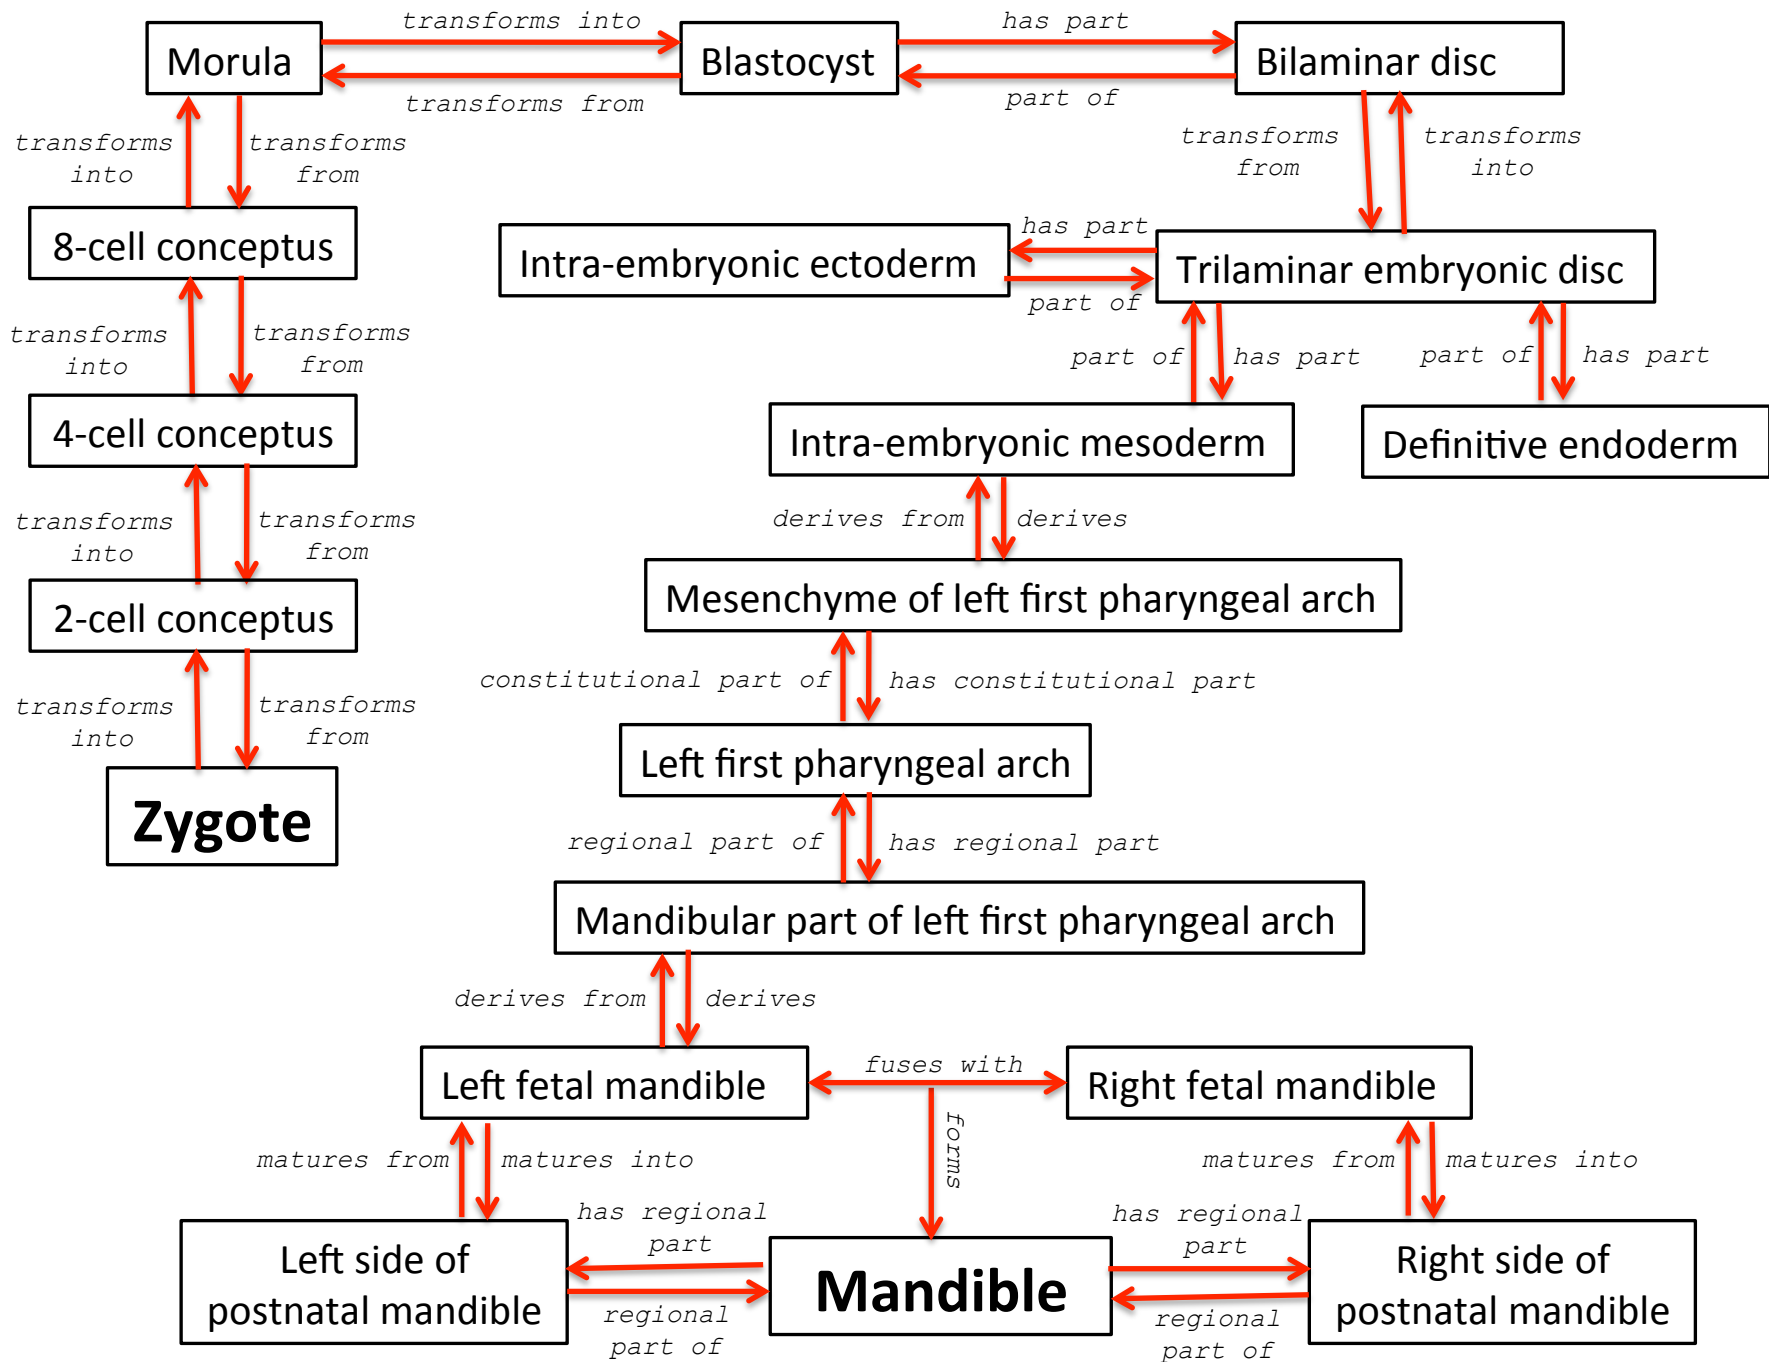 transforms into
has part
Morula
Blastocyst
Bilaminar disc
transforms from
part of
transforms
into
transforms
from
transforms
from
transforms
into
8-cell conceptus
has part
Intra-embryonic ectoderm
Trilaminar embryonic disc
part of
transforms
into
transforms
from
part of
has part
part of
has part
4-cell conceptus
Intra-embryonic mesoderm
Definitive endoderm
transforms
into
transforms
from
derives from
derives
2-cell conceptus
Mesenchyme of left first pharyngeal arch
transforms
into
transforms
from
constitutional part of
has constitutional part
Left first pharyngeal arch
Zygote
regional part of
has regional part
Mandibular part of left first pharyngeal arch
derives from
derives
Left fetal mandible
fuses with
Right fetal mandible
forms
matures from
matures into
matures from
matures into
has regional
part
has regional
part
Left side of
postnatal mandible
Mandible
Right side of
postnatal mandible
regional
part of
regional
part of